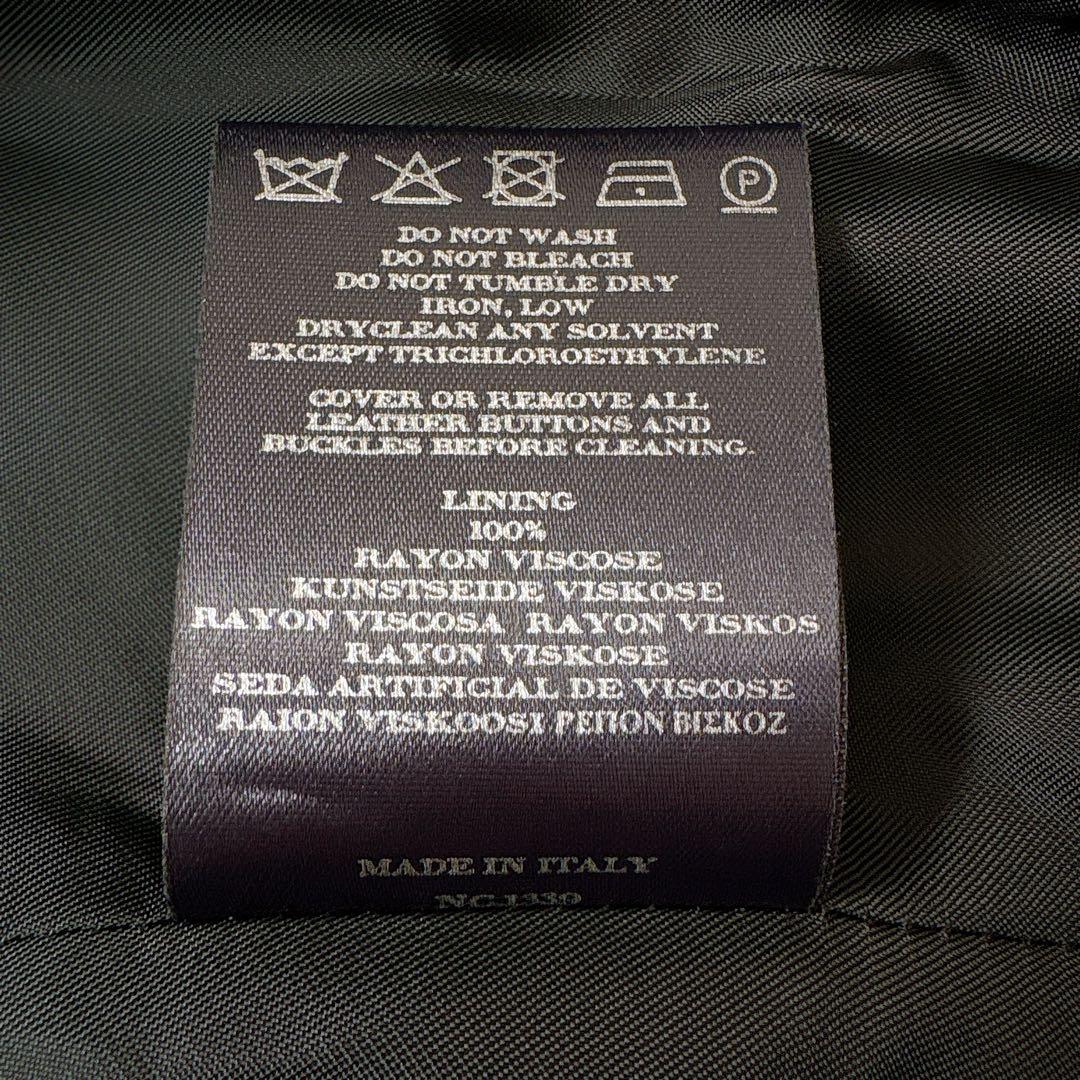 P
DO NOT WASH
DO NOT BLEACH
DO NOT TUMBLE DRY
IRON, LOW
DRYCLEAN ANY SOLVENT
EXCEPT TRICHLOROETHYLENE
COVER OR REMOVE ALL
LEATHER BUTTONS AND
BUCKLES BEFORE CLEANING.
LINING
100%
RAYON VISCOSE
KUNSTSEIDE VISKOSE
RAYON VISCOSA RAYON VISKOS
RAYON VISKOSE
SEDA ARTIFICIAL DE VISCOSE
RAION VISKOOSI ΡΕΠΟΝ ΒΙΣΚΟΖ
MADE IN ITALY